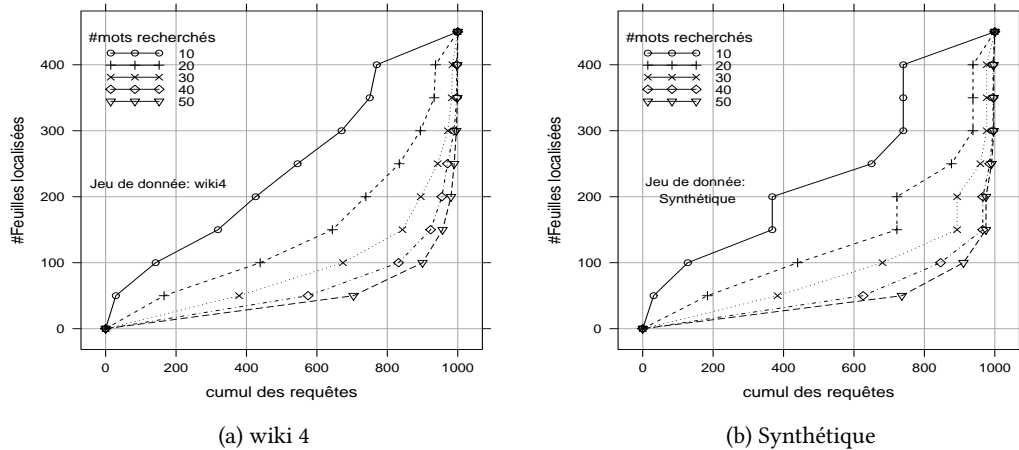 #mots recherchés
10
20
30
40
50
Jeu de donnée: wiki4
#Feuilles localisées
400
300
200
100
0
0 200 400 600 800 1000
cumul des requêtes
(a) wiki 4
#mots recherchés
10
20
30
40
50
Jeu de donnée:
Synthétique
#Feuilles localisées
400
300
200
100
0
0 200 400 600 800 1000
cumul des requêtes
(b) Synthétique